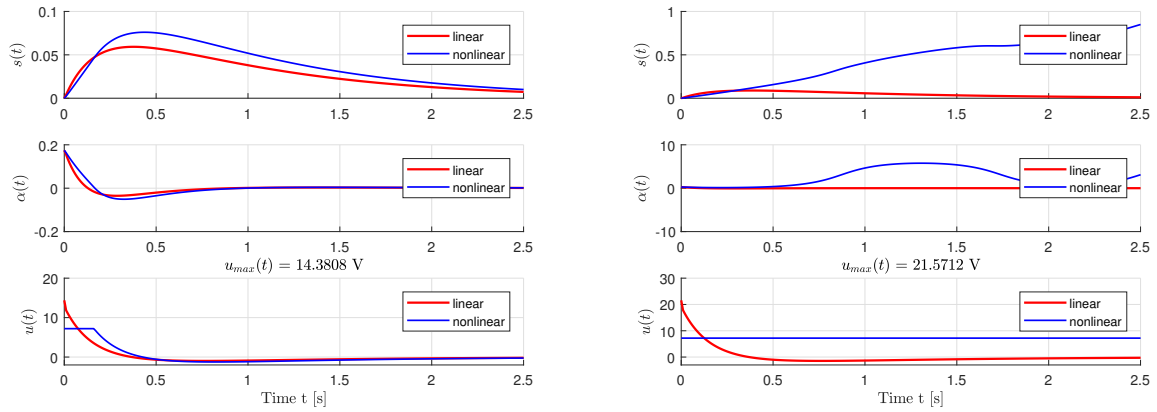 0.1
0.05
0
s(t)
linear
nonlinear
0 0.5 1 1.5 2 2.5
0.2
0
-0.2
α(t)
linear
nonlinear
0 0.5 1 1.5 2 2.5
u_max(t) = 14.3808 V
20
10
0
u(t)
linear
nonlinear
0 0.5 1 1.5 2 2.5
Time t [s]
1
0.5
0
s(t)
linear
nonlinear
0 0.5 1 1.5 2 2.5
10
0
-10
α(t)
linear
nonlinear
0 0.5 1 1.5 2 2.5
u_max(t) = 21.5712 V
30
20
10
0
u(t)
linear
nonlinear
0 0.5 1 1.5 2 2.5
Time t [s]